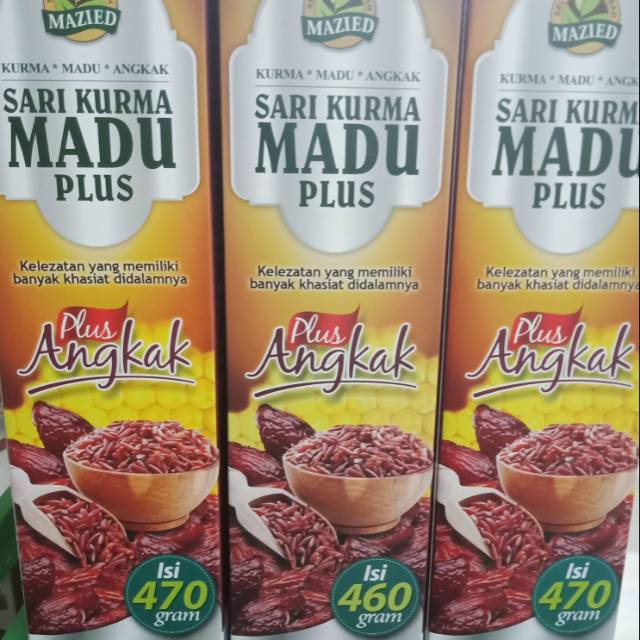 MAZIED
KURMA * MADU * ANGKAK
SARI KURMA
MADU
PLUS
Kelezatan yang memiliki
banyak khasiat didalamnya
Plus
Angkak
Isi
470
gram
MAZIED
KURMA * MADU * ANGKAK
SARI KURMA
MADU
PLUS
Kelezatan yang memiliki
banyak khasiat didalamnya
Plus
Angkak
Isi
460
gram
MAZIED
KURMA * MADU * ANGK
SARI KURM
MADU
PLUS
Kelezatan yang memiliki
banyak khasiat didalamnya
Plus
Angkak
Isi
470
gram